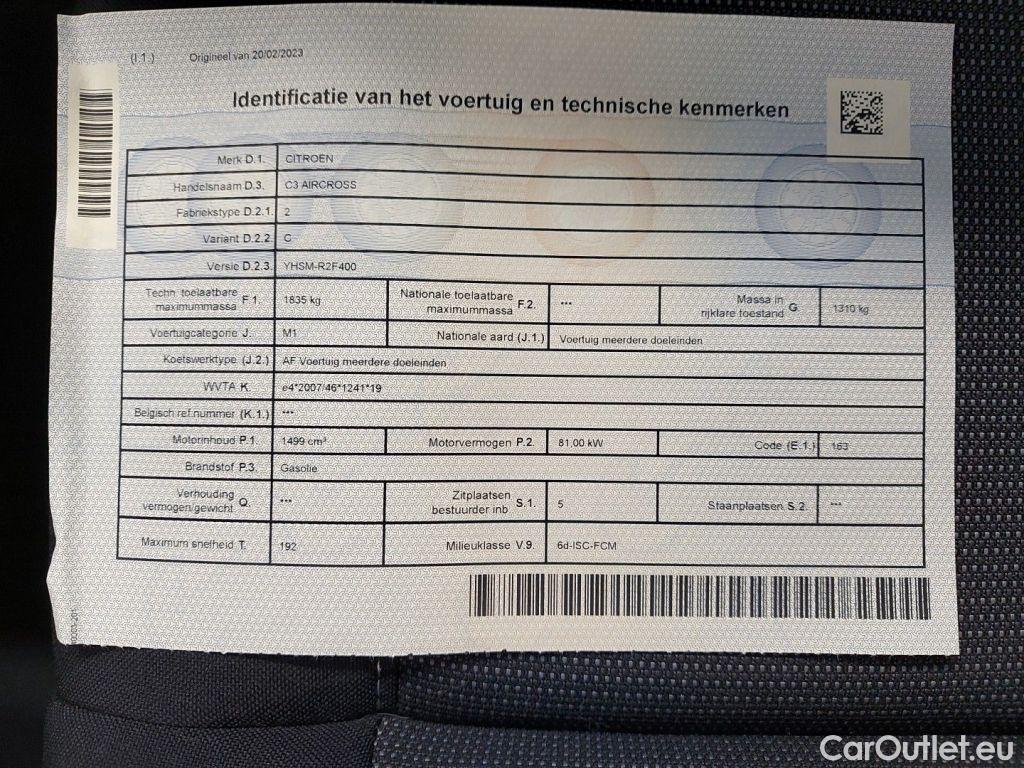 (I.1.) Origineel van 20/02/2023
Identificatie van het voertuig en technische kenmerken
Merk D.1. CITROEN
Handelsnaam D.3. C3 AIRCROSS
Fabriekstype D.2.1. 2
Variant D.2.2 C
Versie D.2.3. YHSM-R2F400
Techn. toelaatbare maximummassa F.1. 1835 kg Nationale toelaatbare maximummassa F.2. *** Massa in rijklare toestand G 1310 kg
Voertuigcategorie J. M1 Nationale aard (J.1.) Voertuig meerdere doeleinden
Koetswerktype (J.2.) AF Voertuig meerdere doeleinden
WVTA K. e4*2007/46*1241*19
Belgisch ref.nummer (K.1.) ***
Motorinhoud P.1. 1499 cm³ Motorvermogen P.2. 81,00 kW Code (E.1.) 163
Brandstof P.3. Gasolie
Verhouding vermogen/gewicht Q. *** Zitplaatsen bestuurder inb S.1. 5 Staanplaatsen S.2. ***
Maximum snelheid T. 192 Milieuklasse V.9. 6d-ISC-FCM
CarOutlet.eu